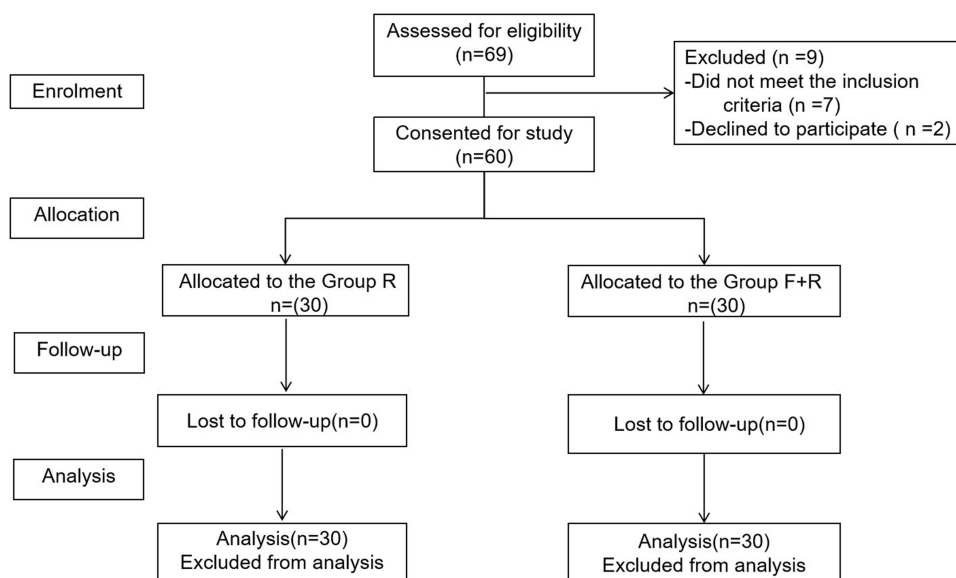 Assessed for eligibility
(n=69)
Excluded (n =9)
-Did not meet the inclusion
criteria (n =7)
-Declined to participate ( n =2)
Enrolment
Consented for study
(n=60)
Allocation
Allocated to the Group R
n=(30)
Allocated to the Group F+R
n=(30)
Follow-up
Lost to follow-up(n=0)
Lost to follow-up(n=0)
Analysis
Analysis(n=30)
Excluded from analysis
Analysis(n=30)
Excluded from analysis